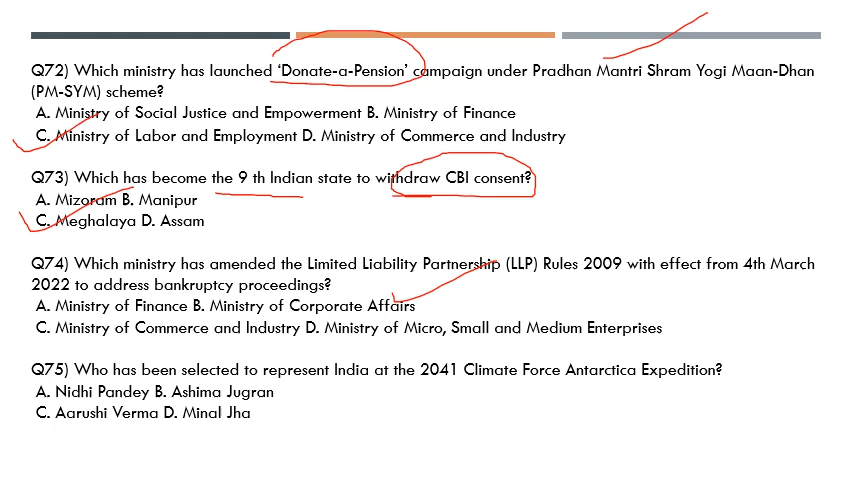 Q72) Which ministry has launched 'Donate-a-Pension' campaign under Pradhan Mantri Shram Yogi Maan-Dhan
(PM-SYM) scheme?
A. Ministry of Social Justice and Empowerment B. Ministry of Finance
C. Ministry of Labor and Employment D. Ministry of Commerce and Industry
Q73) Which has become the 9 th Indian state to withdraw CBI consent?
A. Mizoram B. Manipur
C. Meghalaya D. Assam
Q74) Which ministry has amended the Limited Liability Partnership (LLP) Rules 2009 with effect from 4th March
2022 to address bankruptcy proceedings?
A. Ministry of Finance B. Ministry of Corporate Affairs
C. Ministry of Commerce and Industry D. Ministry of Micro, Small and Medium Enterprises
Q75) Who has been selected to represent India at the 2041 Climate Force Antarctica Expedition?
A. Nidhi Pandey B. Ashima Jugran
C. Aarushi Verma D. Minal Jha